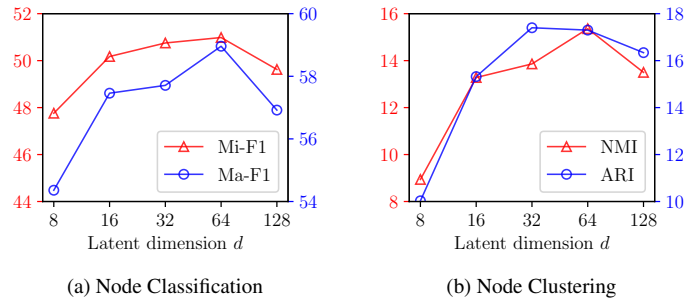 52
50
48
46
44
60
58
56
54
Mi-F1
Ma-F1
8 16 32 64 128
Latent dimension d
(a) Node Classification
16
14
12
10
8
18
16
14
12
10
NMI
ARI
8 16 32 64 128
Latent dimension d
(b) Node Clustering